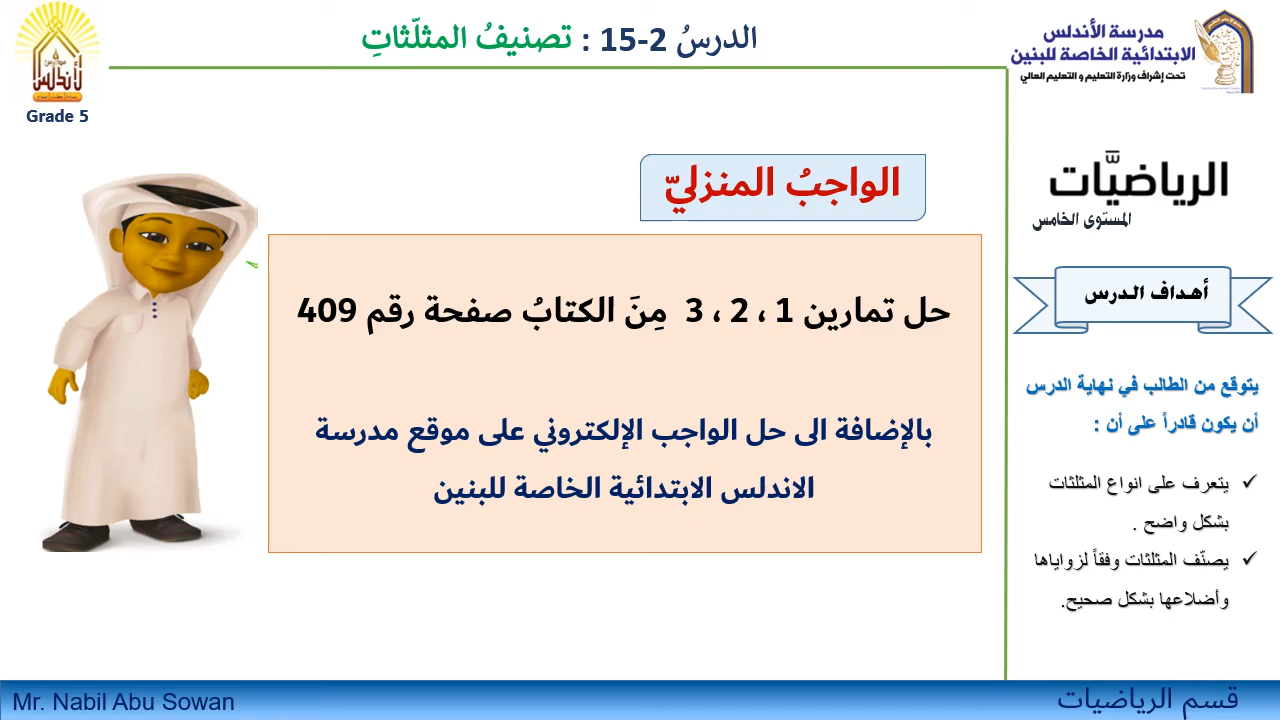 الدرسُ 2-15 : تصنيفُ المثلّثاتِ
مدرسة الأندلس
الابتدائية الخاصة للبنين
تحت إشراف وزارة التعليم و التعليم العالي
الأندلس
Grade 5
الرياضيَّات
المستوى الخامس
أهداف الدرس
يتوقع من الطالب في نهاية الدرس
أن يكون قادراً على أن :
✓ يتعرف على انواع المثلثات
بشكل واضح .
✓ يصنّف المثلثات وفقاً لزواياها
وأضلاعها بشكل صحيح.
الواجبُ المنزليّ
حل تمارين 1 ، 2 ، 3 مِنَ الكتابُ صفحة رقم 409
بالإضافة الى حل الواجب الإلكتروني على موقع مدرسة
الاندلس الابتدائية الخاصة للبنين
Mr. Nabil Abu Sowan
قسم الرياضيات